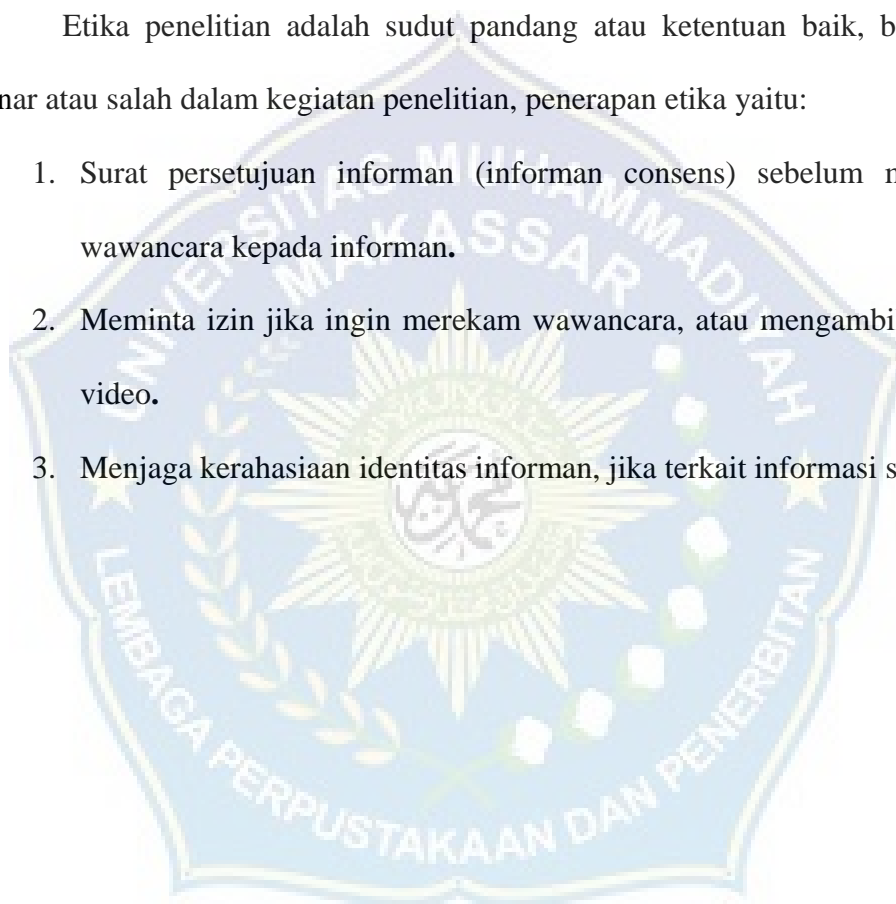 Etika penelitian adalah sudut pandang atau ketentuan baik, b
nar atau salah dalam kegiatan penelitian, penerapan etika yaitu:
1. Surat persetujuan informan (informan consens) sebelum m
wawancara kepada informan.
2. Meminta izin jika ingin merekam wawancara, atau mengambi
video.
3. Menjaga kerahasiaan identitas informan, jika terkait informasi s
UNIVERSITAS MUHAMMADIYAH
MAKASSAR
LEMBAGA PERPUSTAKAAN DAN PENERBITAN